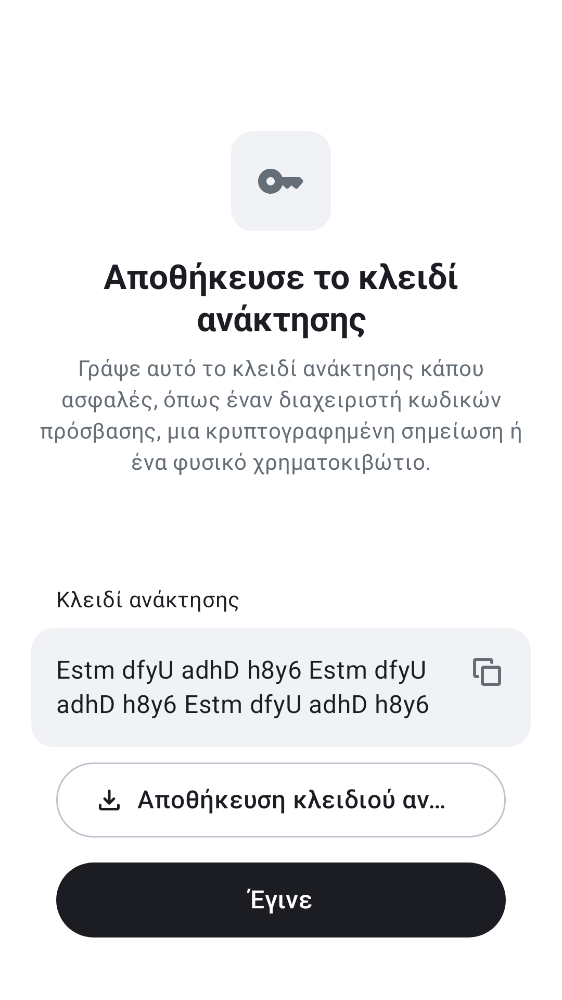 Αποθήκευσε το κλειδί
ανάκτησης
Γράψε αυτό το κλειδί ανάκτησης κάπου
ασφαλές, όπως έναν διαχειριστή κωδικών
πρόσβασης, μια κρυπτογραφημένη σημείωση ή
ένα φυσικό χρηματοκιβώτιο.
Κλειδί ανάκτησης
Estm dfyU adhD h8y6 Estm dfyU
adhD h8y6 Estm dfyU adhD h8y6
Αποθήκευση κλειδιού αν…
Έγινε